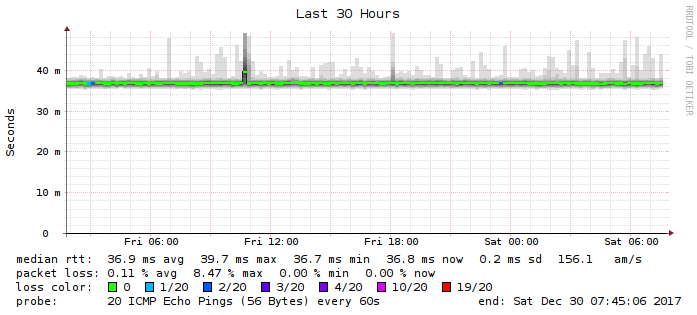 Last 30 Hours
RRDTOOL / TOBI OETIKER
Seconds
40 m
30 m
20 m
10 m
0
Fri 06:00 Fri 12:00 Fri 18:00 Sat 00:00 Sat 06:00
median rtt: 36.9 ms avg 39.7 ms max 36.7 ms min 36.8 ms now 0.2 ms sd 156.1 am/s
packet loss: 0.11 % avg 8.47 % max 0.00 % min 0.00 % now
loss color: 0 1/20 2/20 3/20 4/20 10/20 19/20
probe: 20 ICMP Echo Pings (56 Bytes) every 60s end: Sat Dec 30 07:45:06 2017